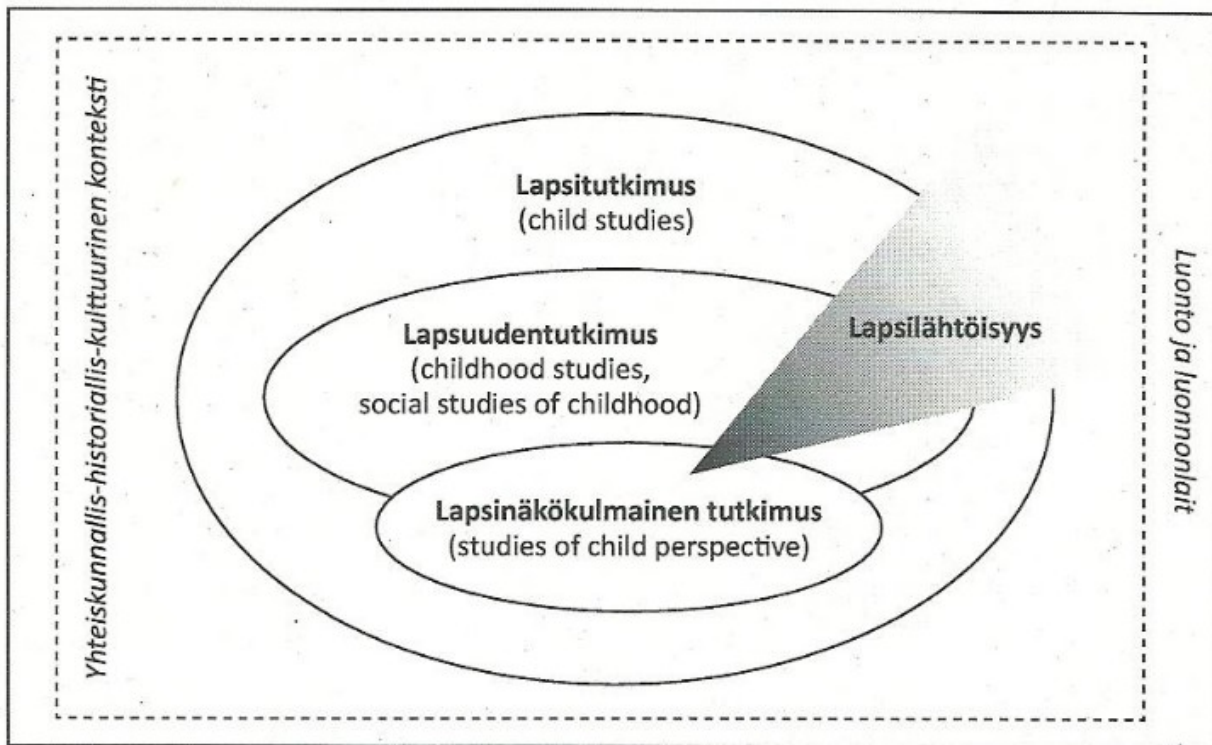 Yhteiskunnallis-historiallis-kulttuurinen konteksti
Lapsitutkimus
(child studies)
Lapsuudentutkimus
(childhood studies,
social studies of childhood)
Lapsilähtöisyys
Lapsinäkökulmainen tutkimus
(studies of child perspective)
Luonto ja luonnonlait